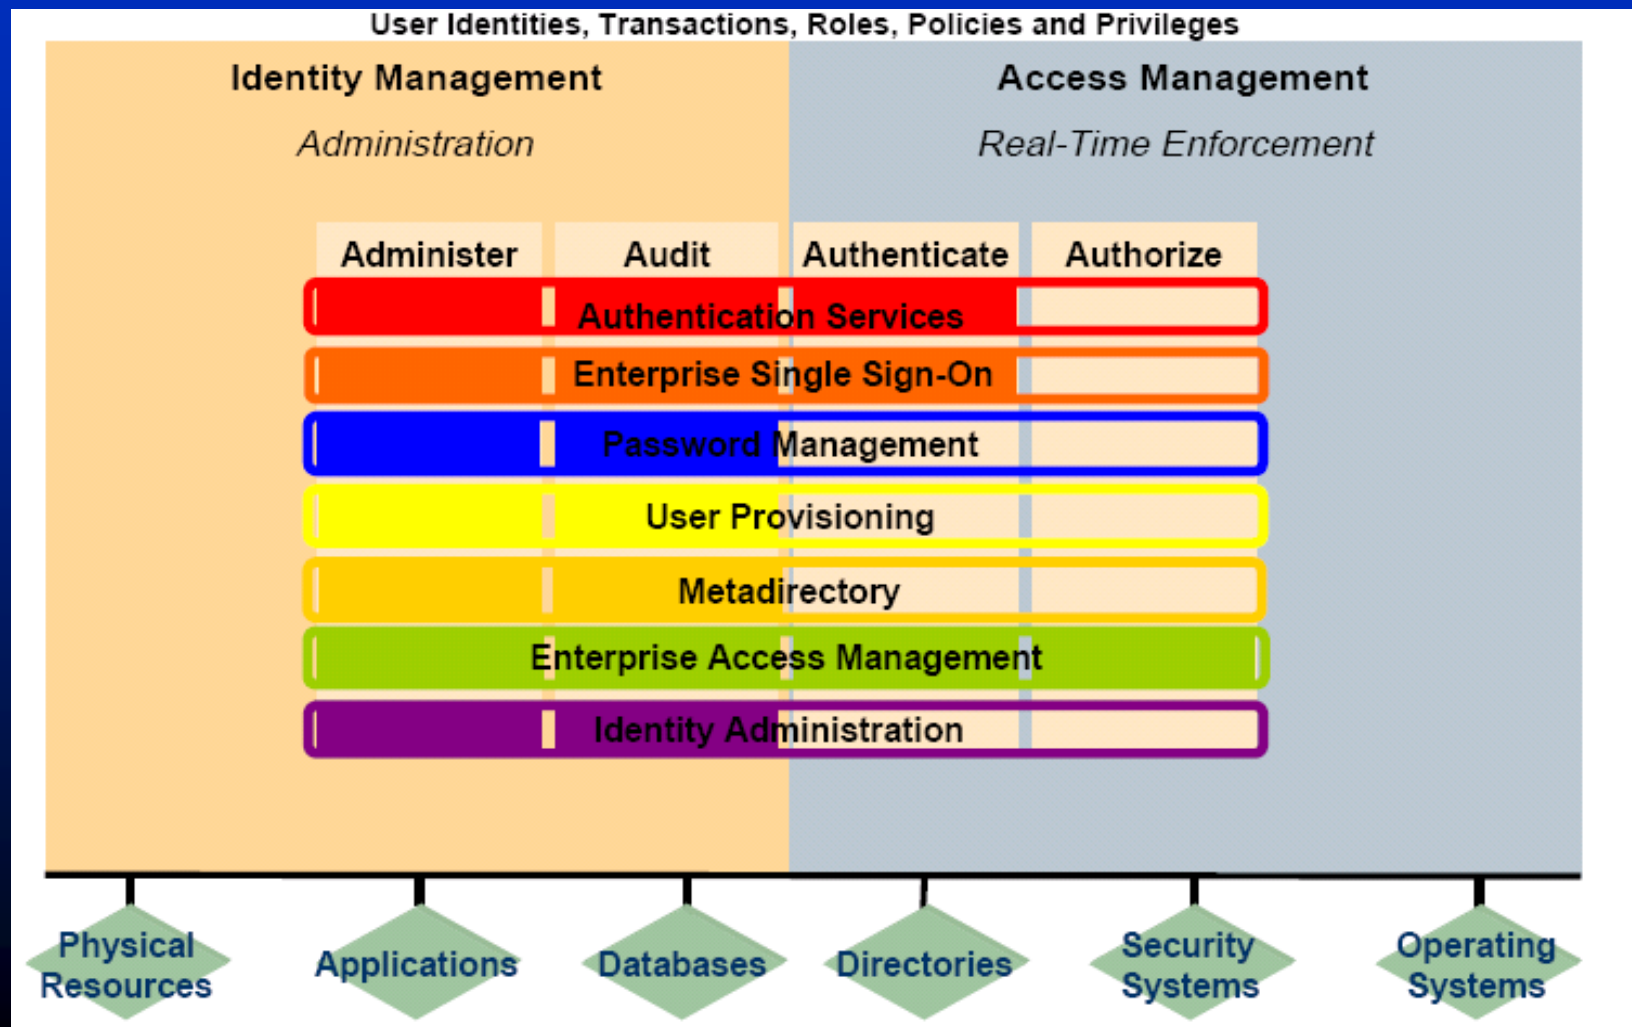 User Identities, Transactions, Roles, Policies and Privileges
Identity Management
Access Management
Administration
Real-Time Enforcement
Administer
Audit
Authenticate
Authorize
Authentication Services
Enterprise Single Sign-On
Password Management
User Provisioning
Metadirectory
Enterprise Access Management
Identity Administration
Physical
Resources
Applications
Databases
Directories
Security
Systems
Operating
Systems